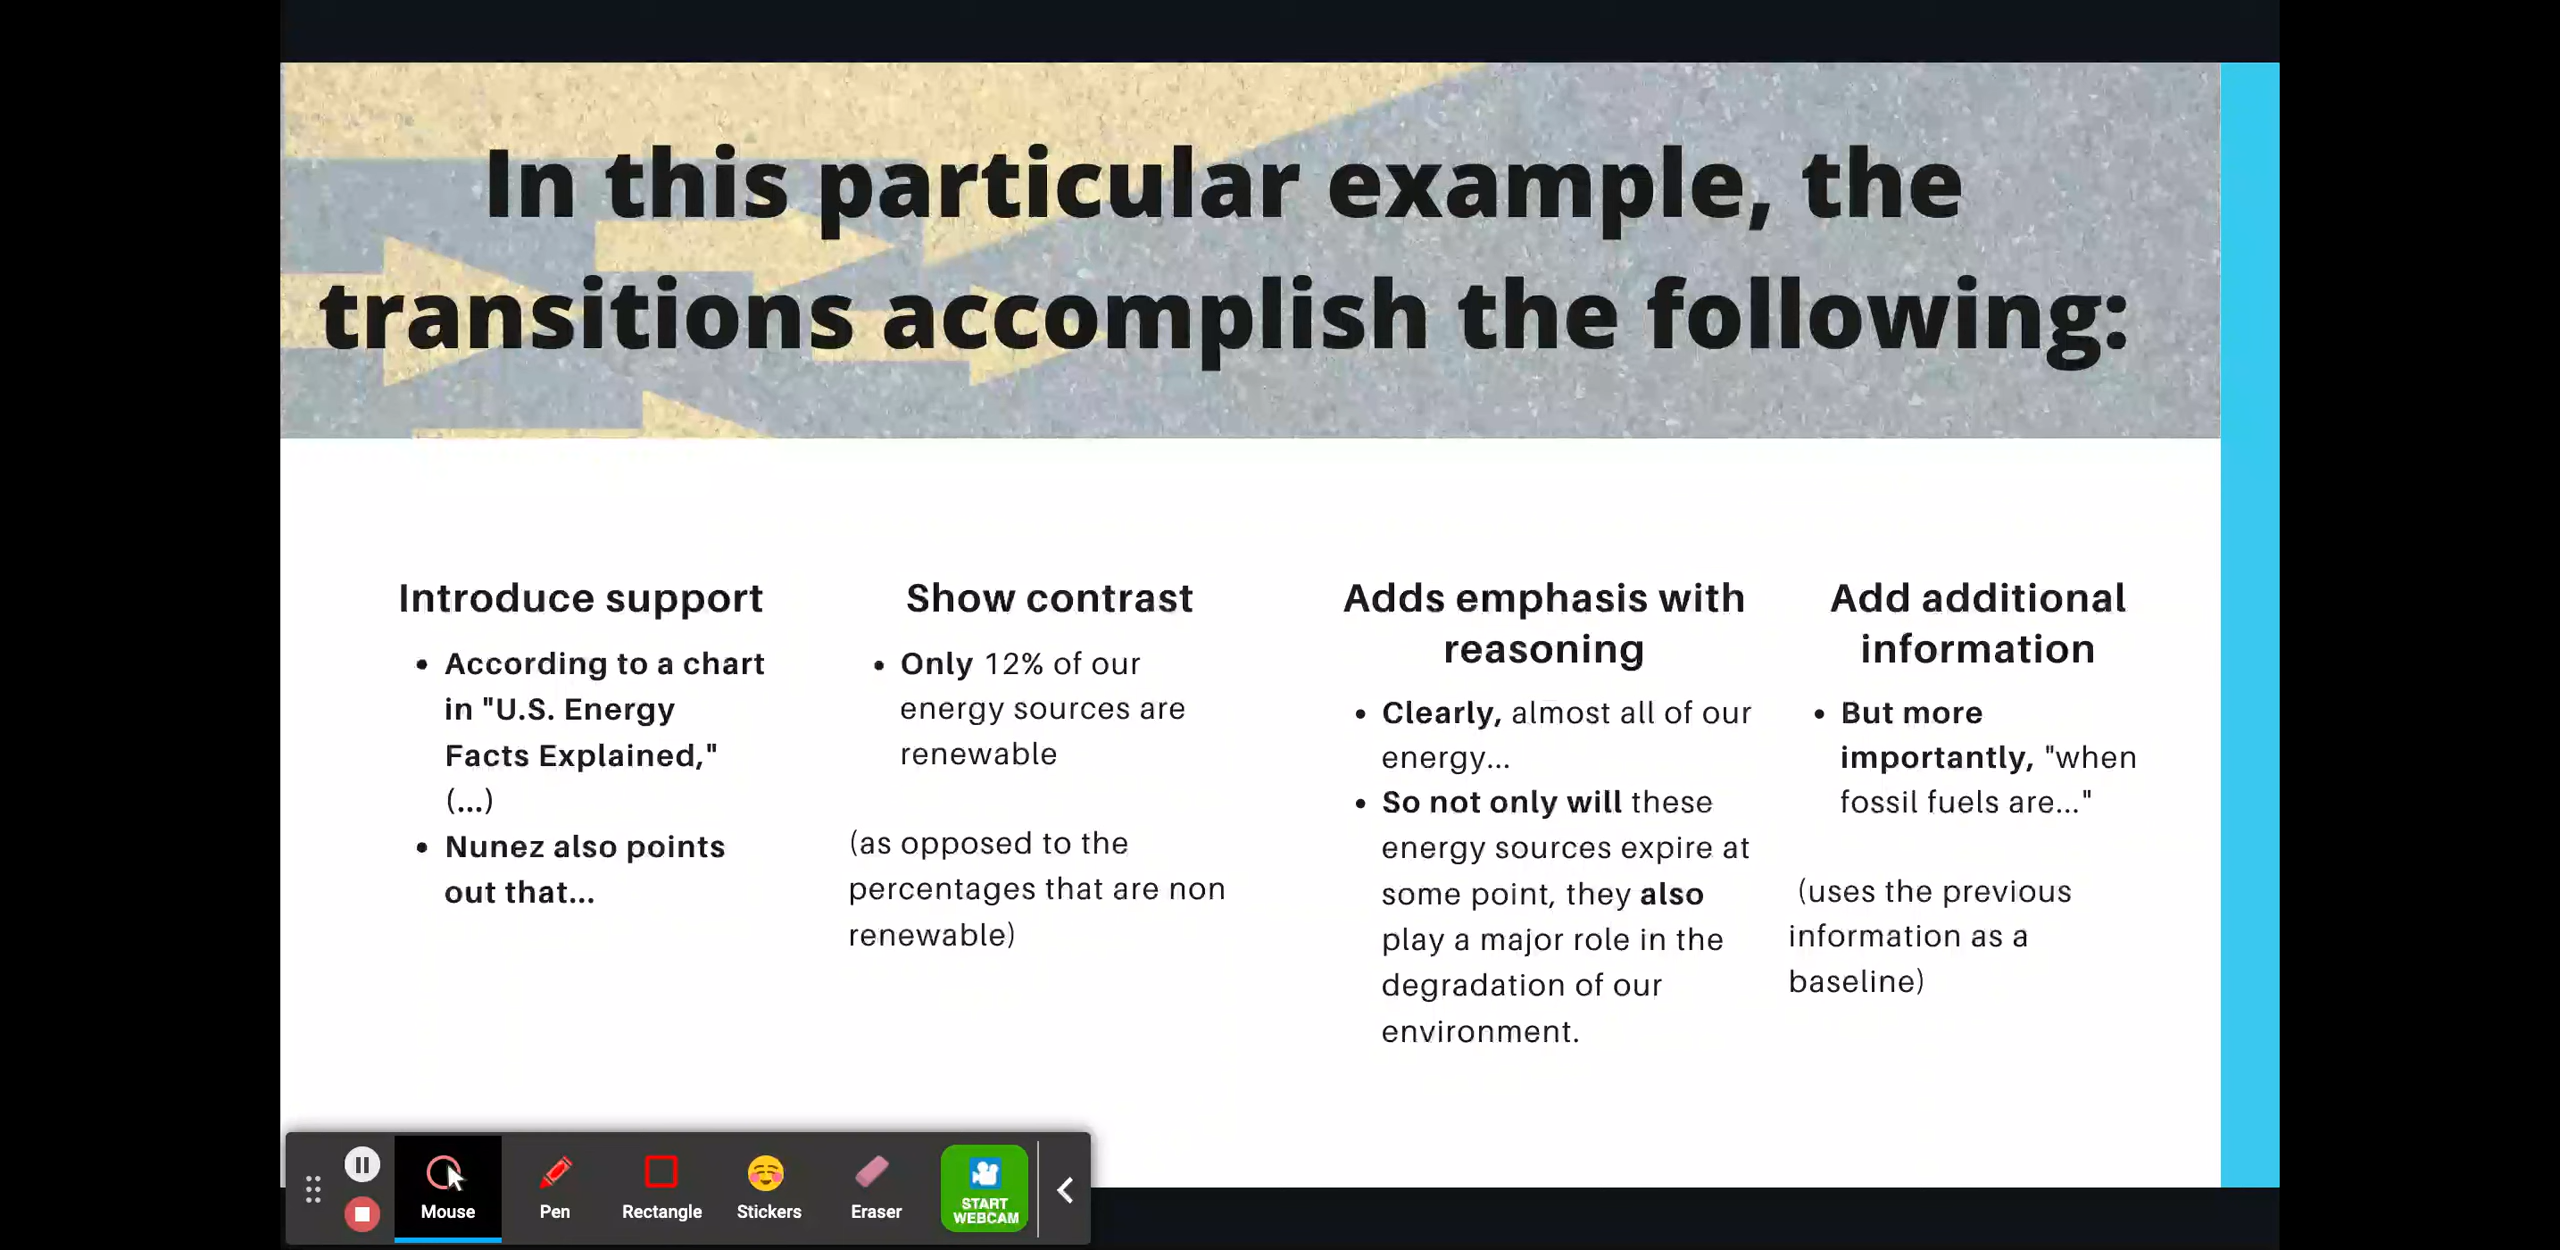 In this particular example, the
transitions accomplish the following:
Introduce support
• According to a chart
in "U.S. Energy
Facts Explained,"
(...)
• Nunez also points
out that...
Show contrast
• Only 12% of our
energy sources are
renewable
(as opposed to the
percentages that are non
renewable)
Adds emphasis with
reasoning
• Clearly, almost all of our
energy...
• So not only will these
energy sources expire at
some point, they also
play a major role in the
degradation of our
environment.
Add additional
information
• But more
importantly, "when
fossil fuels are..."
(uses the previous
information as a
baseline)
Mouse
Pen
Rectangle
Stickers
Eraser
START
WEBCAM